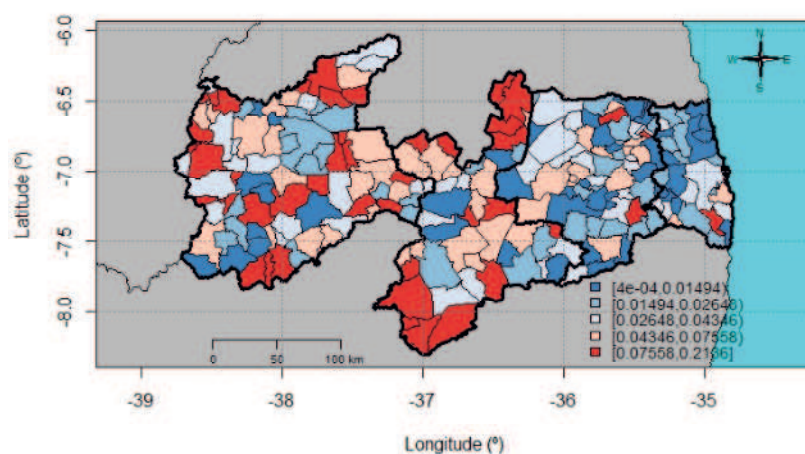 -6.0
-6.5
-7.0
-7.5
-8.0
Latitude (º)
N
W E
S
[4e-04,0.01494)
[0.01494,0.02648)
[0.02648,0.04346)
[0.04346,0.07558)
[0.07558,0.2186]
0 50 100 km
-39 -38 -37 -36 -35
Longitude (º)